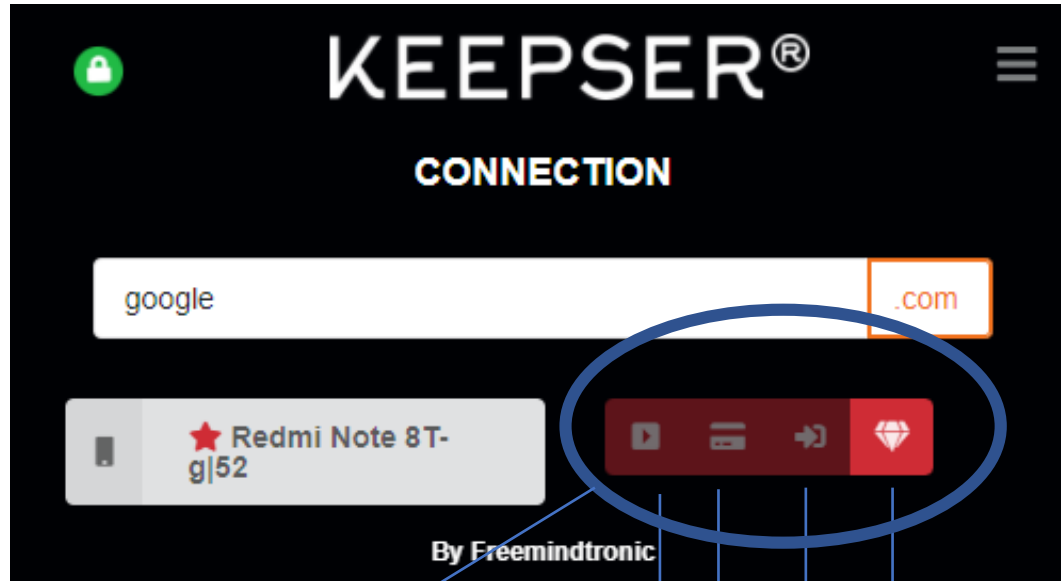 KEEPSER®
CONNECTION
google
.com
Redmi Note 8T-
g|52
By Freemindtronic